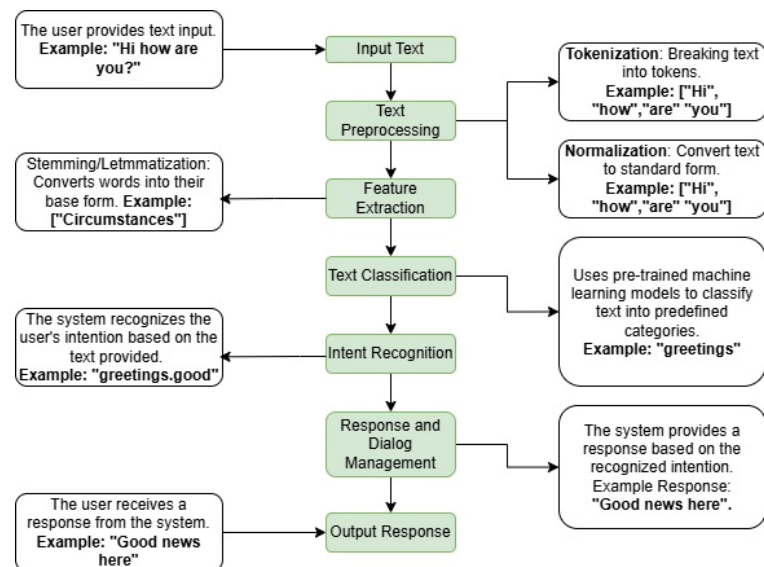 The user provides text input.
Example: "Hi how are
you?"
Input Text
Tokenization: Breaking text
into tokens.
Example: ["Hi",
"how","are" "you"]
Text
Preprocessing
Normalization: Convert text
to standard form.
Example: ["Hi",
"how","are" "you"]
Stemming/Letmmatization:
Converts words into their
base form. Example:
["Circumstances"]
Feature
Extraction
Text Classification
Uses pre-trained machine
learning models to classify
text into predefined
categories.
Example: "greetings"
The system recognizes the
user's intention based on the
text provided.
Example: "greetings.good"
Intent Recognition
Response and
Dialog
Management
The system provides a
response based on the
recognized intention.
Example Response:
"Good news here".
The user receives a
response from the system.
Example: "Good news
here"
Output Response